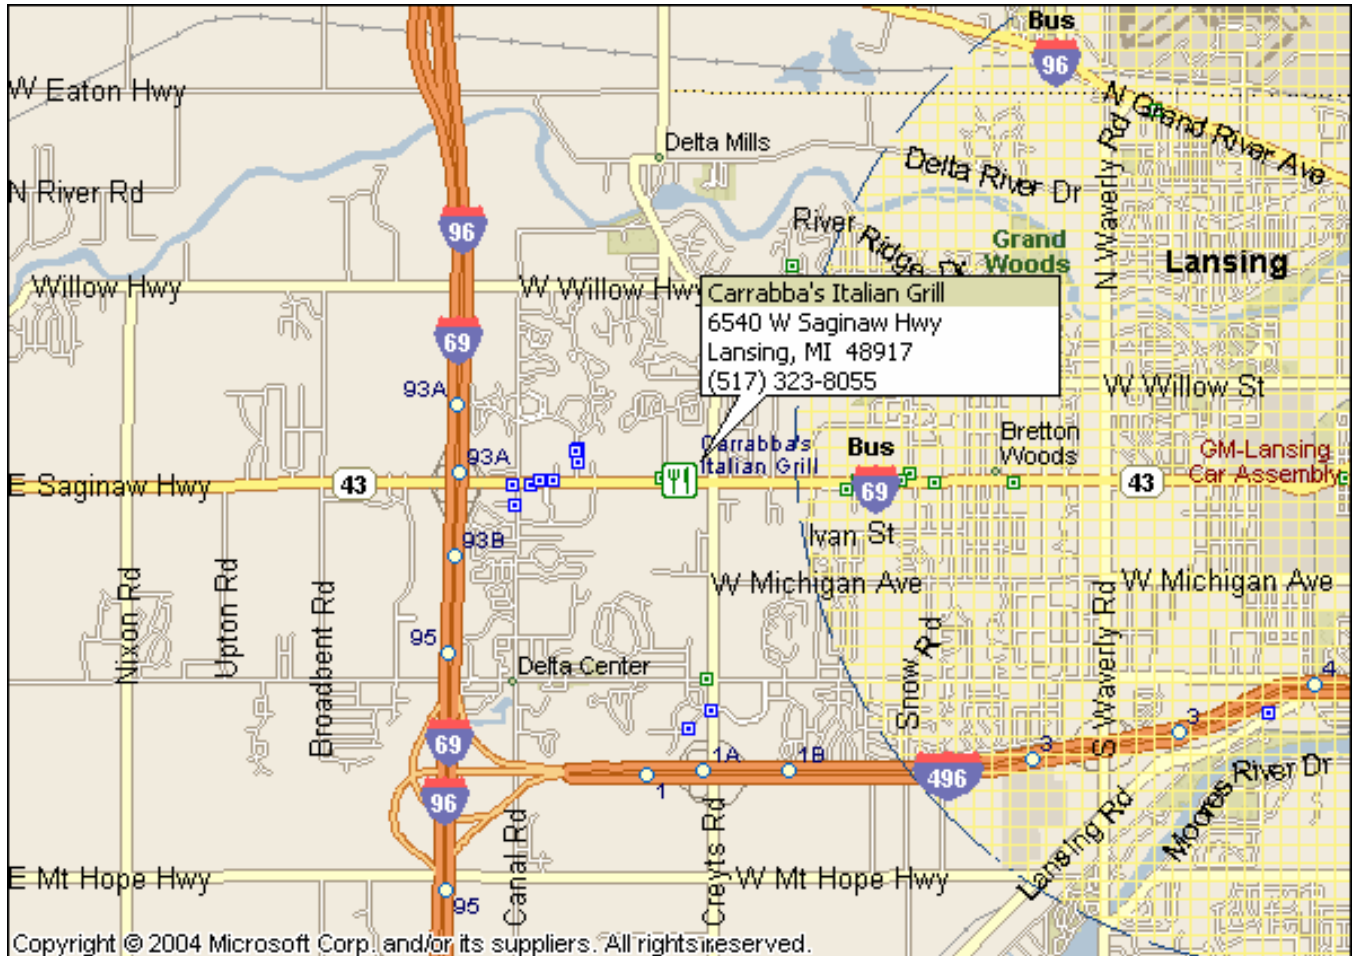 Bus
96
W Eaton Hwy
N Grand River Ave
Delta Mills
Delta River Dr
N River Rd
N Waverly Rd
96
River Ridge Dr
Grand
Woods
Lansing
Willow Hwy
W Willow Hwy
Carrabba's Italian Grill
6540 W Saginaw Hwy
Lansing, MI 48917
(517) 323-8055
69
93A
W Willow St
Carrabba's
Italian Grill
Bus
69
Bretton
Woods
GM-Lansing
Car Assembly
93A
E Saginaw Hwy
43
43
93B
Ivan St
W Michigan Ave
W Michigan Ave
Nixon Rd
Upton Rd
Broadbent Rd
95
Delta Center
Snow Rd
S Waverly Rd
4
69
3
1A
1B
3
496
1
96
Moores River Dr
Canal Rd
Creyts Rd
Lansing Rd
E Mt Hope Hwy
W Mt Hope Hwy
95
Copyright © 2004 Microsoft Corp. and/or its suppliers. All rights reserved.